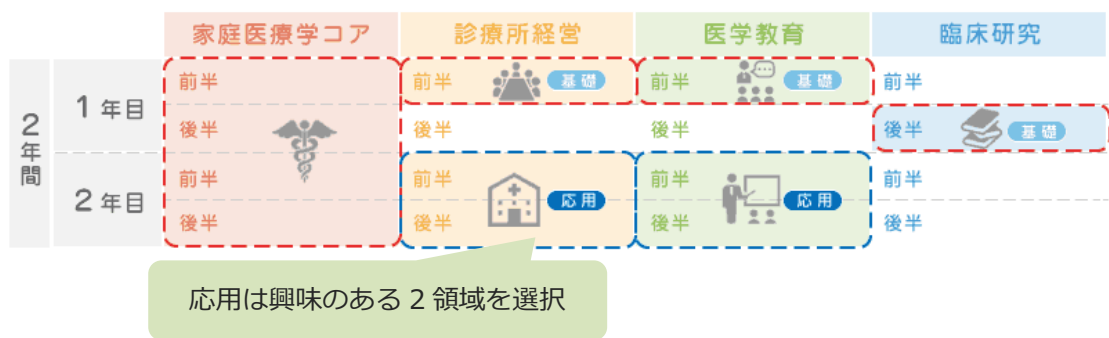 家庭医療学コア 診療所経営 医学教育 臨床研究
2年間
1年目
前半 前半 基礎 前半 基礎 前半
後半 後半 後半 後半 基礎
2年目
前半 前半 応用 前半 応用 前半
後半 後半 後半 後半
応用は興味のある2領域を選択